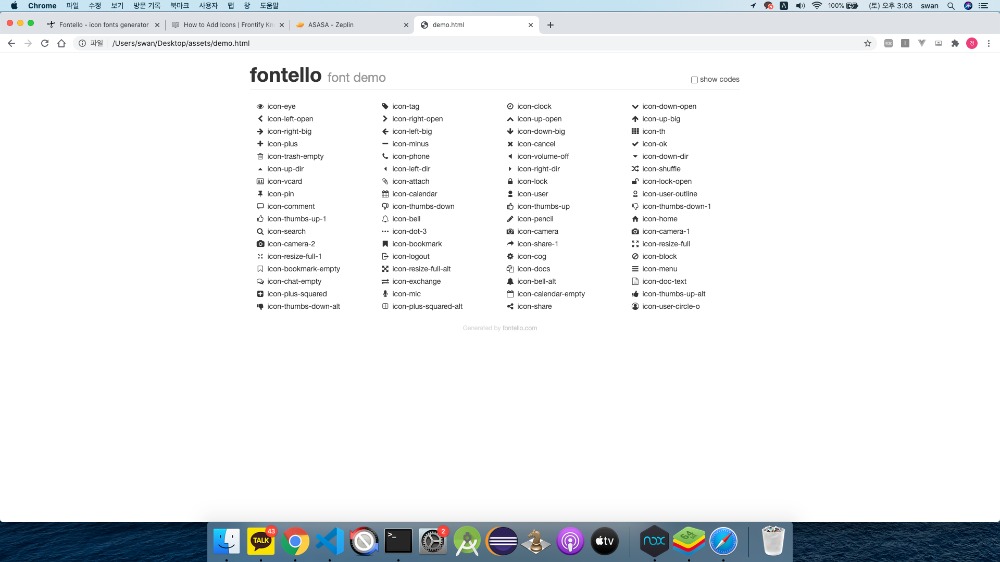 Chrome 파일 수정 보기 방문 기록 북마크 사용자 탭 창 도움말 100% (토) 오후 3:08 swan
Fontello - icon fonts generator How to Add Icons | Frontify ASASA - Zeplin demo.html
파일 /Users/swan/Desktop/assets/demo.html
fontello font demo show codes
icon-eye icon-tag icon-clock icon-down-open
icon-left-open icon-right-open icon-up-open icon-up-big
icon-right-big icon-left-big icon-down-big icon-th
icon-plus icon-minus icon-cancel icon-ok
icon-trash-empty icon-phone icon-volume-off icon-down-dir
icon-up-dir icon-left-dir icon-right-dir icon-shuffle
icon-vcard icon-attach icon-lock icon-lock-open
icon-pin icon-calendar icon-user icon-user-outline
icon-comment icon-thumbs-down icon-thumbs-up icon-thumbs-down-1
icon-thumbs-up-1 icon-bell icon-pencil icon-home
icon-search icon-dot-3 icon-camera icon-camera-1
icon-camera-2 icon-bookmark icon-share-1 icon-resize-full
icon-resize-full-1 icon-logout icon-cog icon-block
icon-bookmark-empty icon-resize-full-alt icon-docs icon-menu
icon-chat-empty icon-exchange icon-bell-alt icon-doc-text
icon-plus-squared icon-mic icon-calendar-empty icon-thumbs-up-alt
icon-thumbs-down-alt icon-plus-squared-alt icon-share icon-user-circle-o
Generated by fontello.com
43 TALK 2 nox tv